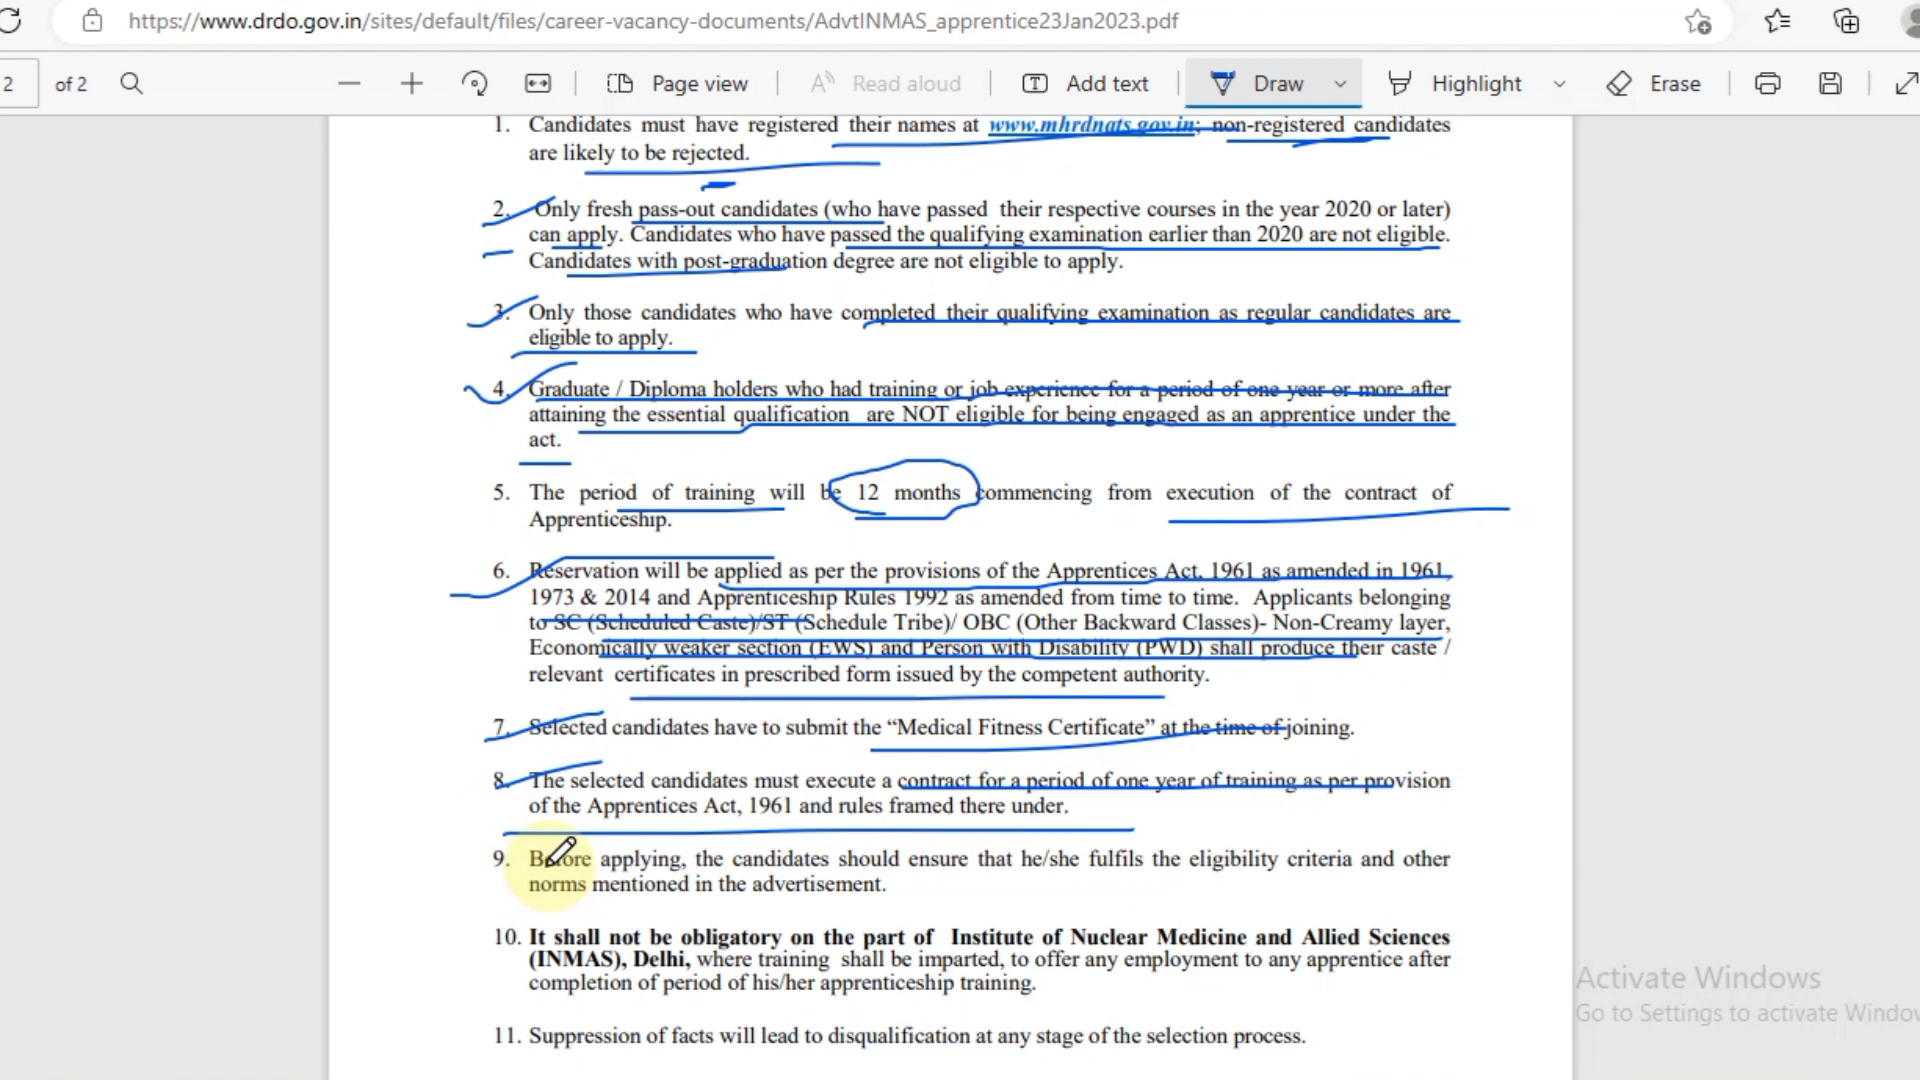 https://www.drdo.gov.in/sites/default/files/career-vacancy-documents/AdvtINMAS_apprentice23Jan2023.pdf
2 of 2 Page view Read aloud Add text Draw Highlight Erase
1. Candidates must have registered their names at www.mhrdnats.gov.in; non-registered candidates
are likely to be rejected.
2. Only fresh pass-out candidates (who have passed their respective courses in the year 2020 or later)
can apply. Candidates who have passed the qualifying examination earlier than 2020 are not eligible.
Candidates with post-graduation degree are not eligible to apply.
3. Only those candidates who have completed their qualifying examination as regular candidates are
eligible to apply.
4. Graduate / Diploma holders who had training or job experience for a period of one year or more after
attaining the essential qualification are NOT eligible for being engaged as an apprentice under the
act.
5. The period of training will be 12 months commencing from execution of the contract of
Apprenticeship.
6. Reservation will be applied as per the provisions of the Apprentices Act, 1961 as amended in 1961,
1973 & 2014 and Apprenticeship Rules 1992 as amended from time to time. Applicants belonging
to SC (Scheduled Caste)/ST (Schedule Tribe)/ OBC (Other Backward Classes)- Non-Creamy layer,
Economically weaker section (EWS) and Person with Disability (PWD) shall produce their caste /
relevant certificates in prescribed form issued by the competent authority.
7. Selected candidates have to submit the “Medical Fitness Certificate” at the time of joining.
8. The selected candidates must execute a contract for a period of one year of training as per provision
of the Apprentices Act, 1961 and rules framed there under.
9. Before applying, the candidates should ensure that he/she fulfils the eligibility criteria and other
norms mentioned in the advertisement.
10. It shall not be obligatory on the part of Institute of Nuclear Medicine and Allied Sciences
(INMAS), Delhi, where training shall be imparted, to offer any employment to any apprentice after
completion of period of his/her apprenticeship training.
11. Suppression of facts will lead to disqualification at any stage of the selection process.
Activate Windows
Go to Settings to activate Windows